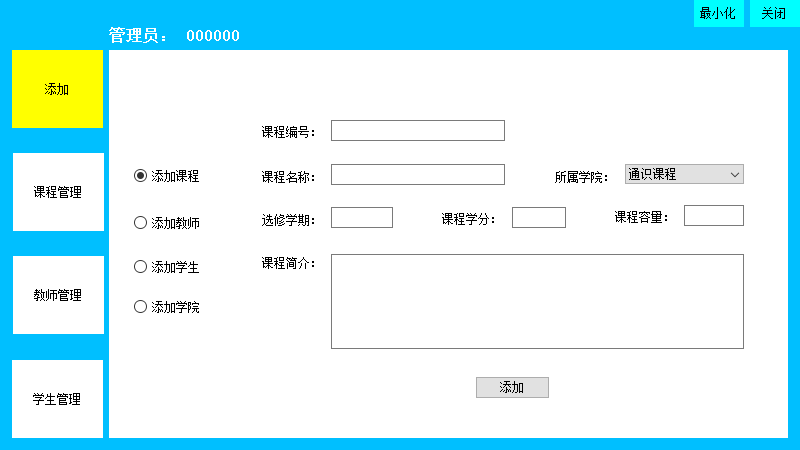 最小化 关闭
管理员： 000000
添加
课程编号：
添加课程 课程名称： 所属学院： 通识课程
课程管理
添加教师 选修学期： 课程学分： 课程容量：
添加学生 课程简介：
教师管理
添加学院
添加
学生管理